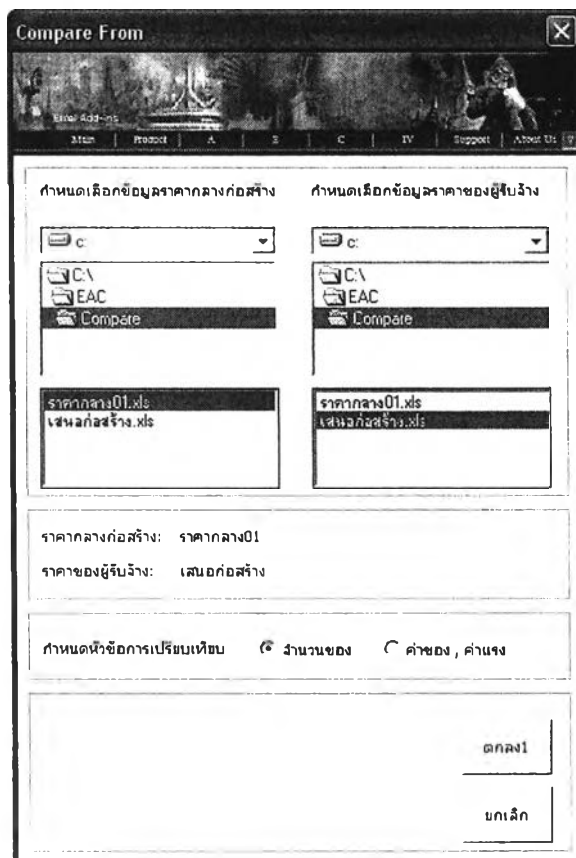 Compare From
Excel Add-ins
Main | Product | A | B | C | IV | Support | About Us
กำหนดเลือกข้อมูลราคากลางก่อสร้าง กำหนดเลือกข้อมูลราคาของผู้รับจ้าง
c: c:
C:\ C:\
EAC EAC
Compare Compare
ราคากลาง01.xls ราคากลาง01.xls
เสนอก่อสร้าง.xls เสนอก่อสร้าง.xls
ราคากลางก่อสร้าง: ราคากลาง01
ราคาของผู้รับจ้าง: เสนอก่อสร้าง
กำหนดหัวข้อการเปรียบเทียบ จำนวนของ ค่าของ , ค่าแรง
ตกลง1
ยกเลิก